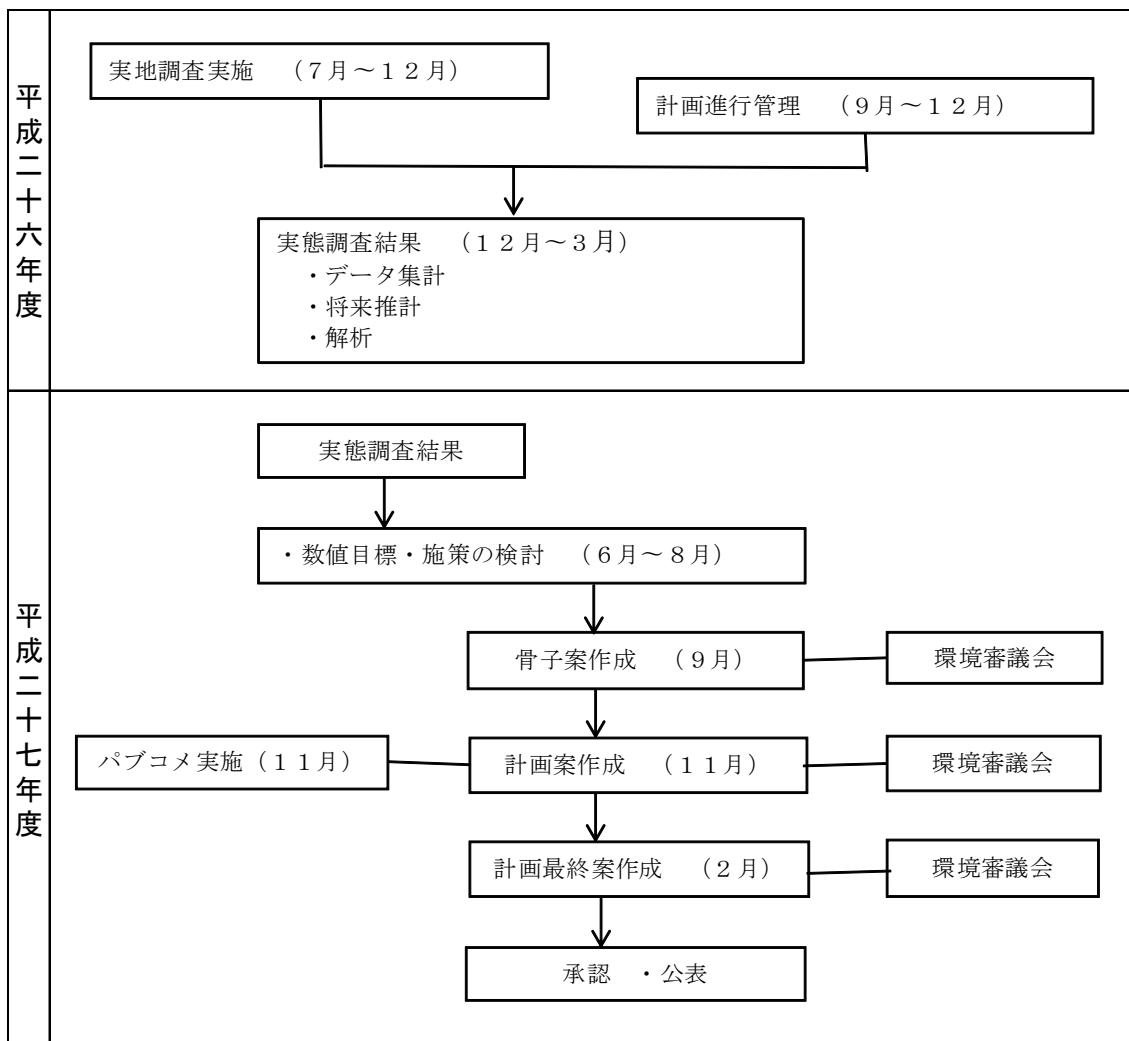 平成二十六年度
実地調査実施　（７月～１２月）
計画進行管理　（９月～１２月）
実態調査結果　（１２月～３月）
・データ集計
・将来推計
・解析
平成二十七年度
実態調査結果
・数値目標・施策の検討　（６月～８月）
骨子案作成　（９月）
環境審議会
パブコメ実施（１１月）
計画案作成　（１１月）
環境審議会
計画最終案作成　（２月）
環境審議会
承認　・公表